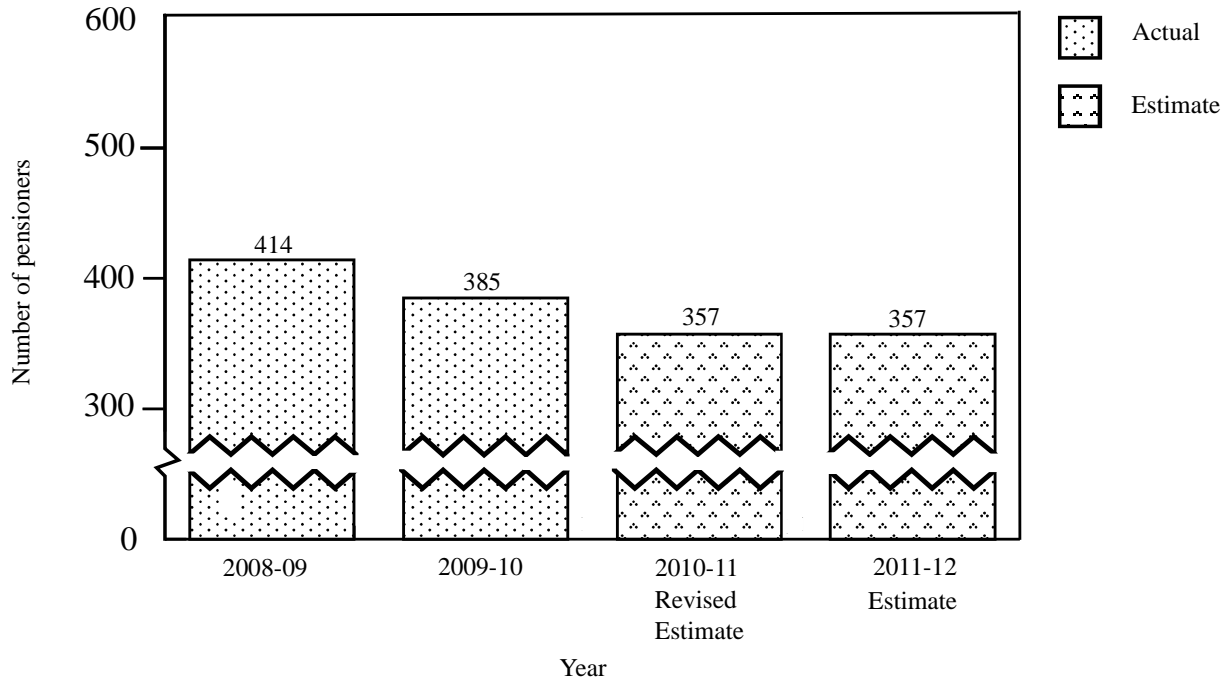 600
500
400
300
0
Number of pensioners
414
385
357
357
2008-09
2009-10
2010-11
Revised
Estimate
2011-12
Estimate
Year
Actual
Estimate